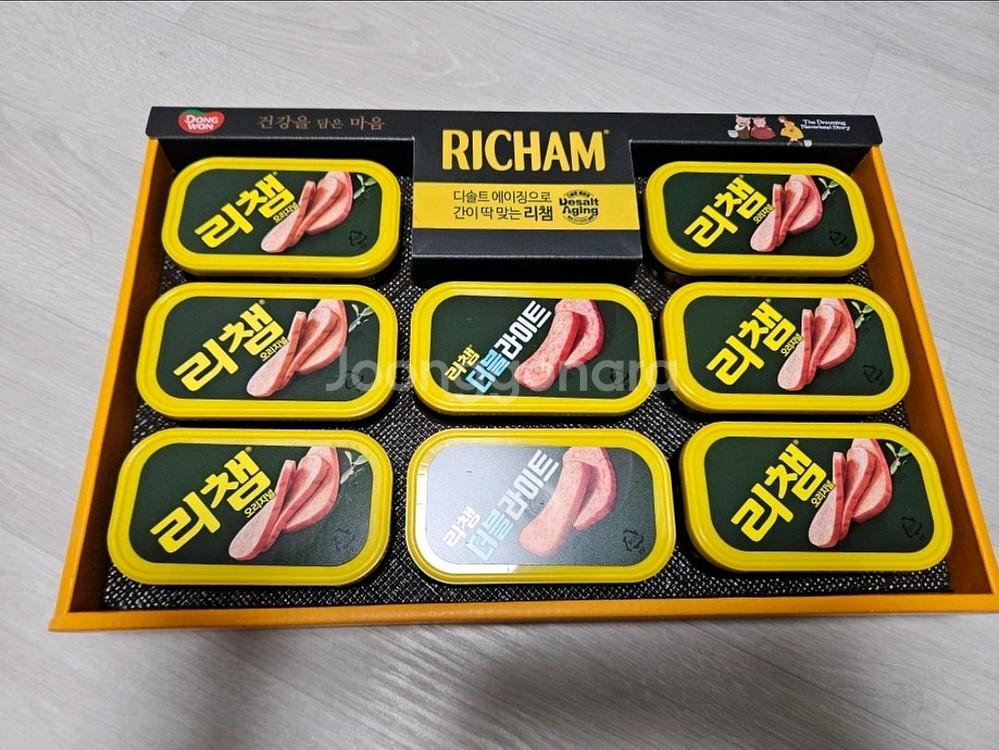 DONG WON
건강을 담은 마음
RICHAM
디솔트 에이징으로
간이 딱 맞는 리챔
Desalt Aging
The Dreaming
Neverland Story
리챔
오리지널
리챔
오리지널
리챔
오리지널
리챔
더블라이트
리챔
오리지널
리챔
오리지널
리챔
더블라이트
리챔
오리지널
Joonggonara